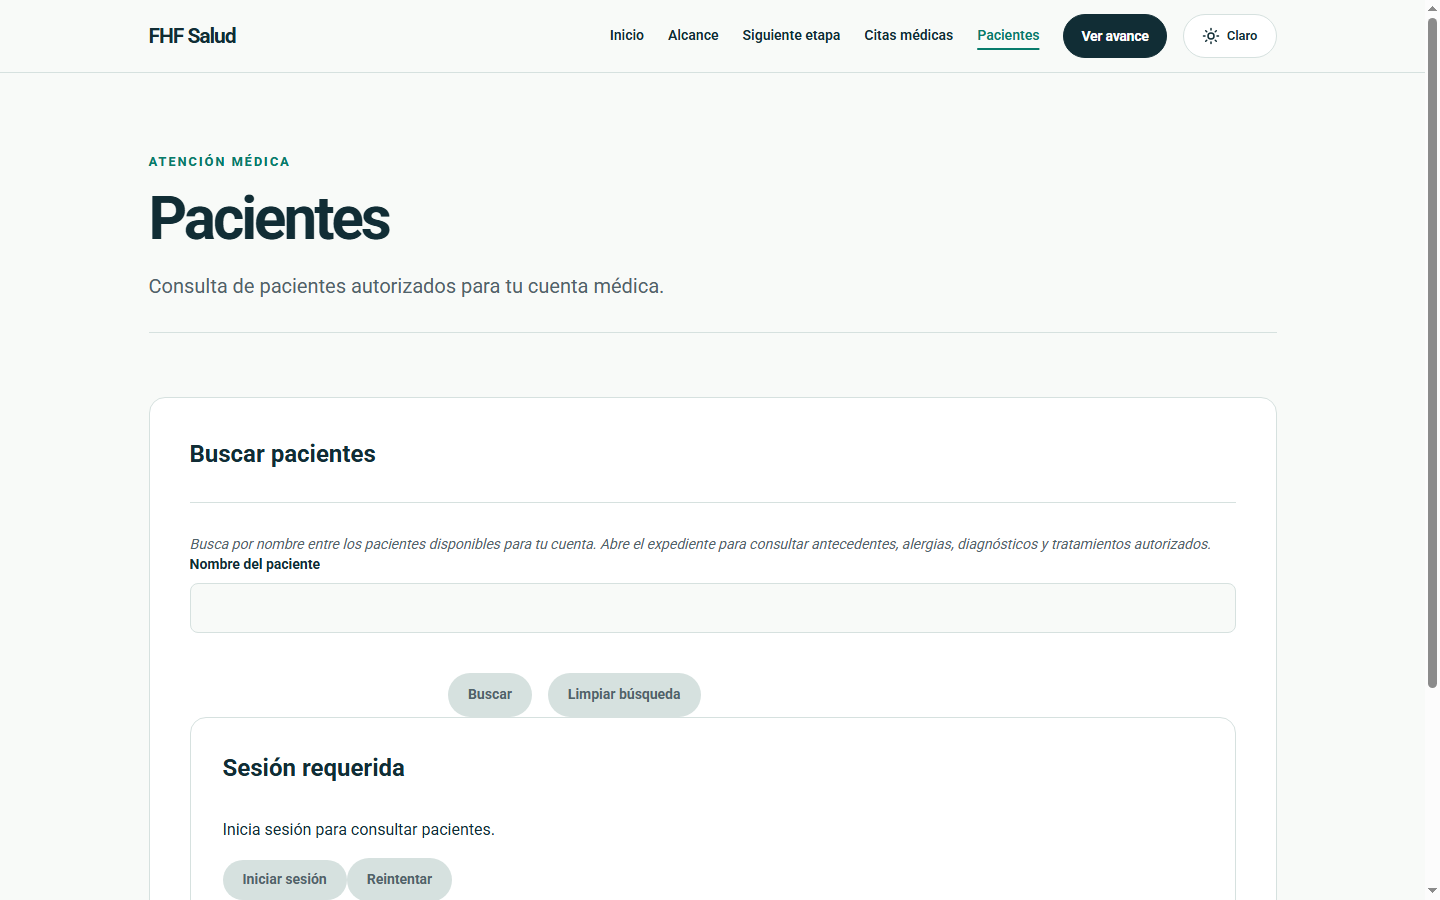 FHF Salud
Inicio
Alcance
Siguiente etapa
Citas médicas
Pacientes
Ver avance
Claro
ATENCIÓN MÉDICA
Pacientes
Consulta de pacientes autorizados para tu cuenta médica.
Buscar pacientes
Busca por nombre entre los pacientes disponibles para tu cuenta. Abre el expediente para consultar antecedentes, alergias, diagnósticos y tratamientos autorizados.
Nombre del paciente
Buscar
Limpiar búsqueda
Sesión requerida
Inicia sesión para consultar pacientes.
Iniciar sesión
Reintentar